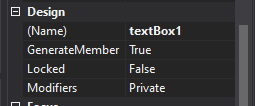 Design
(Name) textBox1
GenerateMember True
Locked False
Modifiers Private